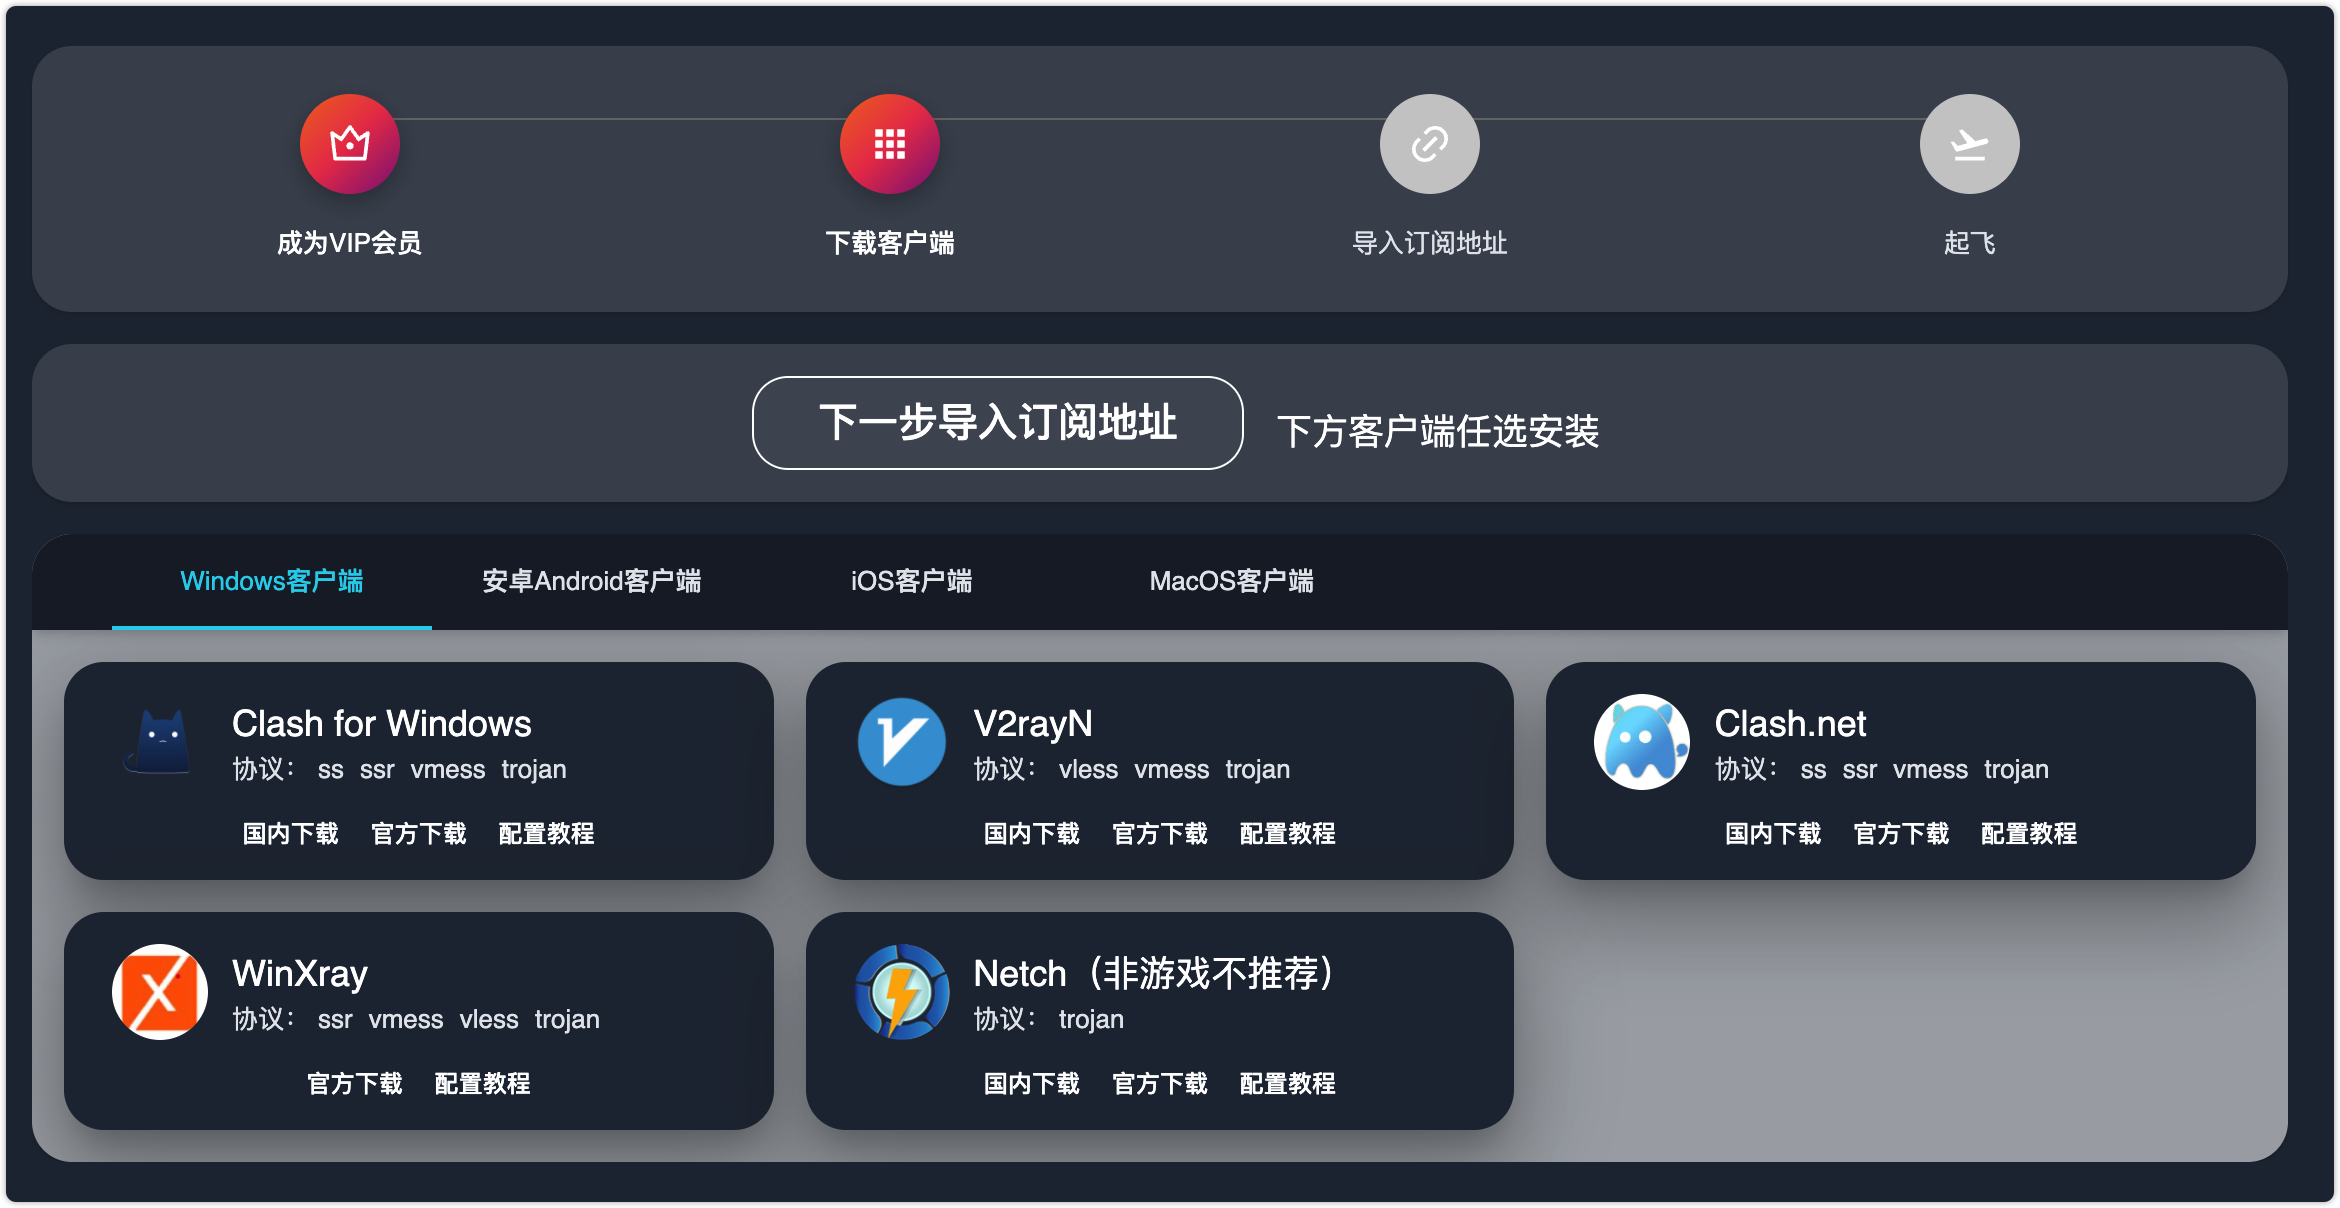 成为VIP会员
下载客户端
导入订阅地址
起飞
下一步导入订阅地址
下方客户端任选安装
Windows客户端
安卓Android客户端
iOS客户端
MacOS客户端
Clash for Windows
协议： ss ssr vmess trojan
国内下载 官方下载 配置教程
V2rayN
协议： vless vmess trojan
国内下载 官方下载 配置教程
Clash.net
协议： ss ssr vmess trojan
国内下载 官方下载 配置教程
WinXray
协议： ssr vmess vless trojan
官方下载 配置教程
Netch（非游戏不推荐）
协议： trojan
国内下载 官方下载 配置教程